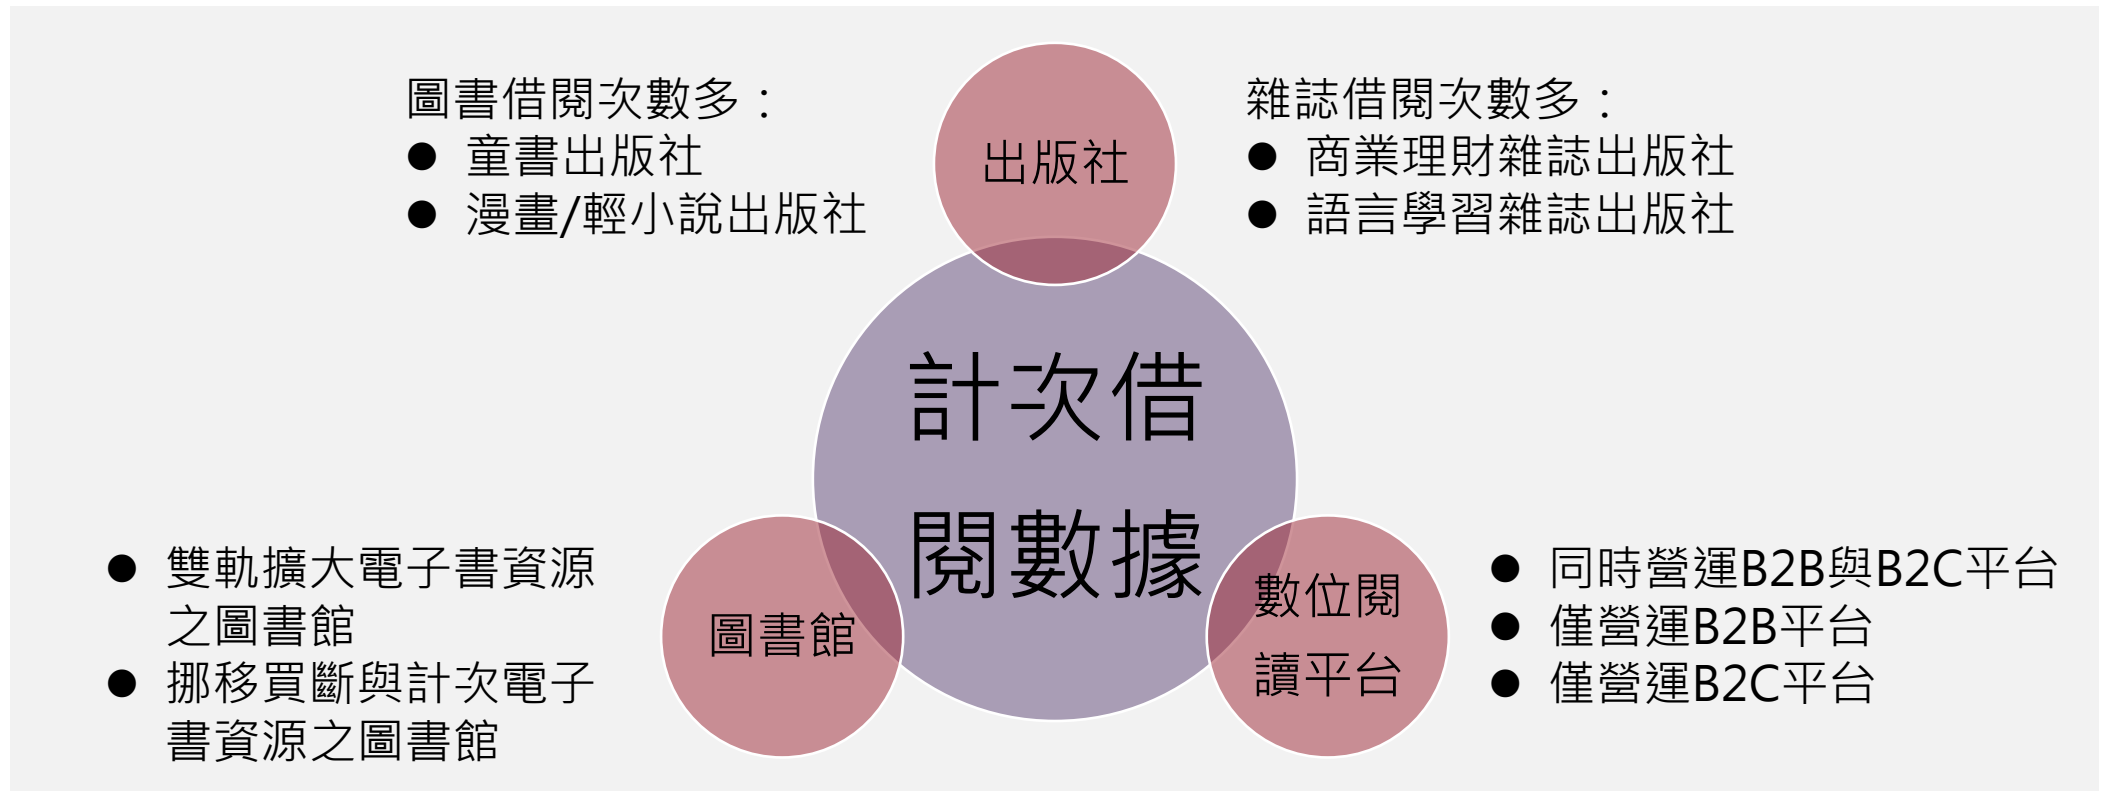 圖書借閱次數多：
● 童書出版社
● 漫畫/輕小說出版社
出版社
雜誌借閱次數多：
● 商業理財雜誌出版社
● 語言學習雜誌出版社
計次借
閱數據
● 雙軌擴大電子書資源
之圖書館
● 挪移買斷與計次電子
書資源之圖書館
圖書館
數位閱
讀平台
● 同時營運B2B與B2C平台
● 僅營運B2B平台
● 僅營運B2C平台